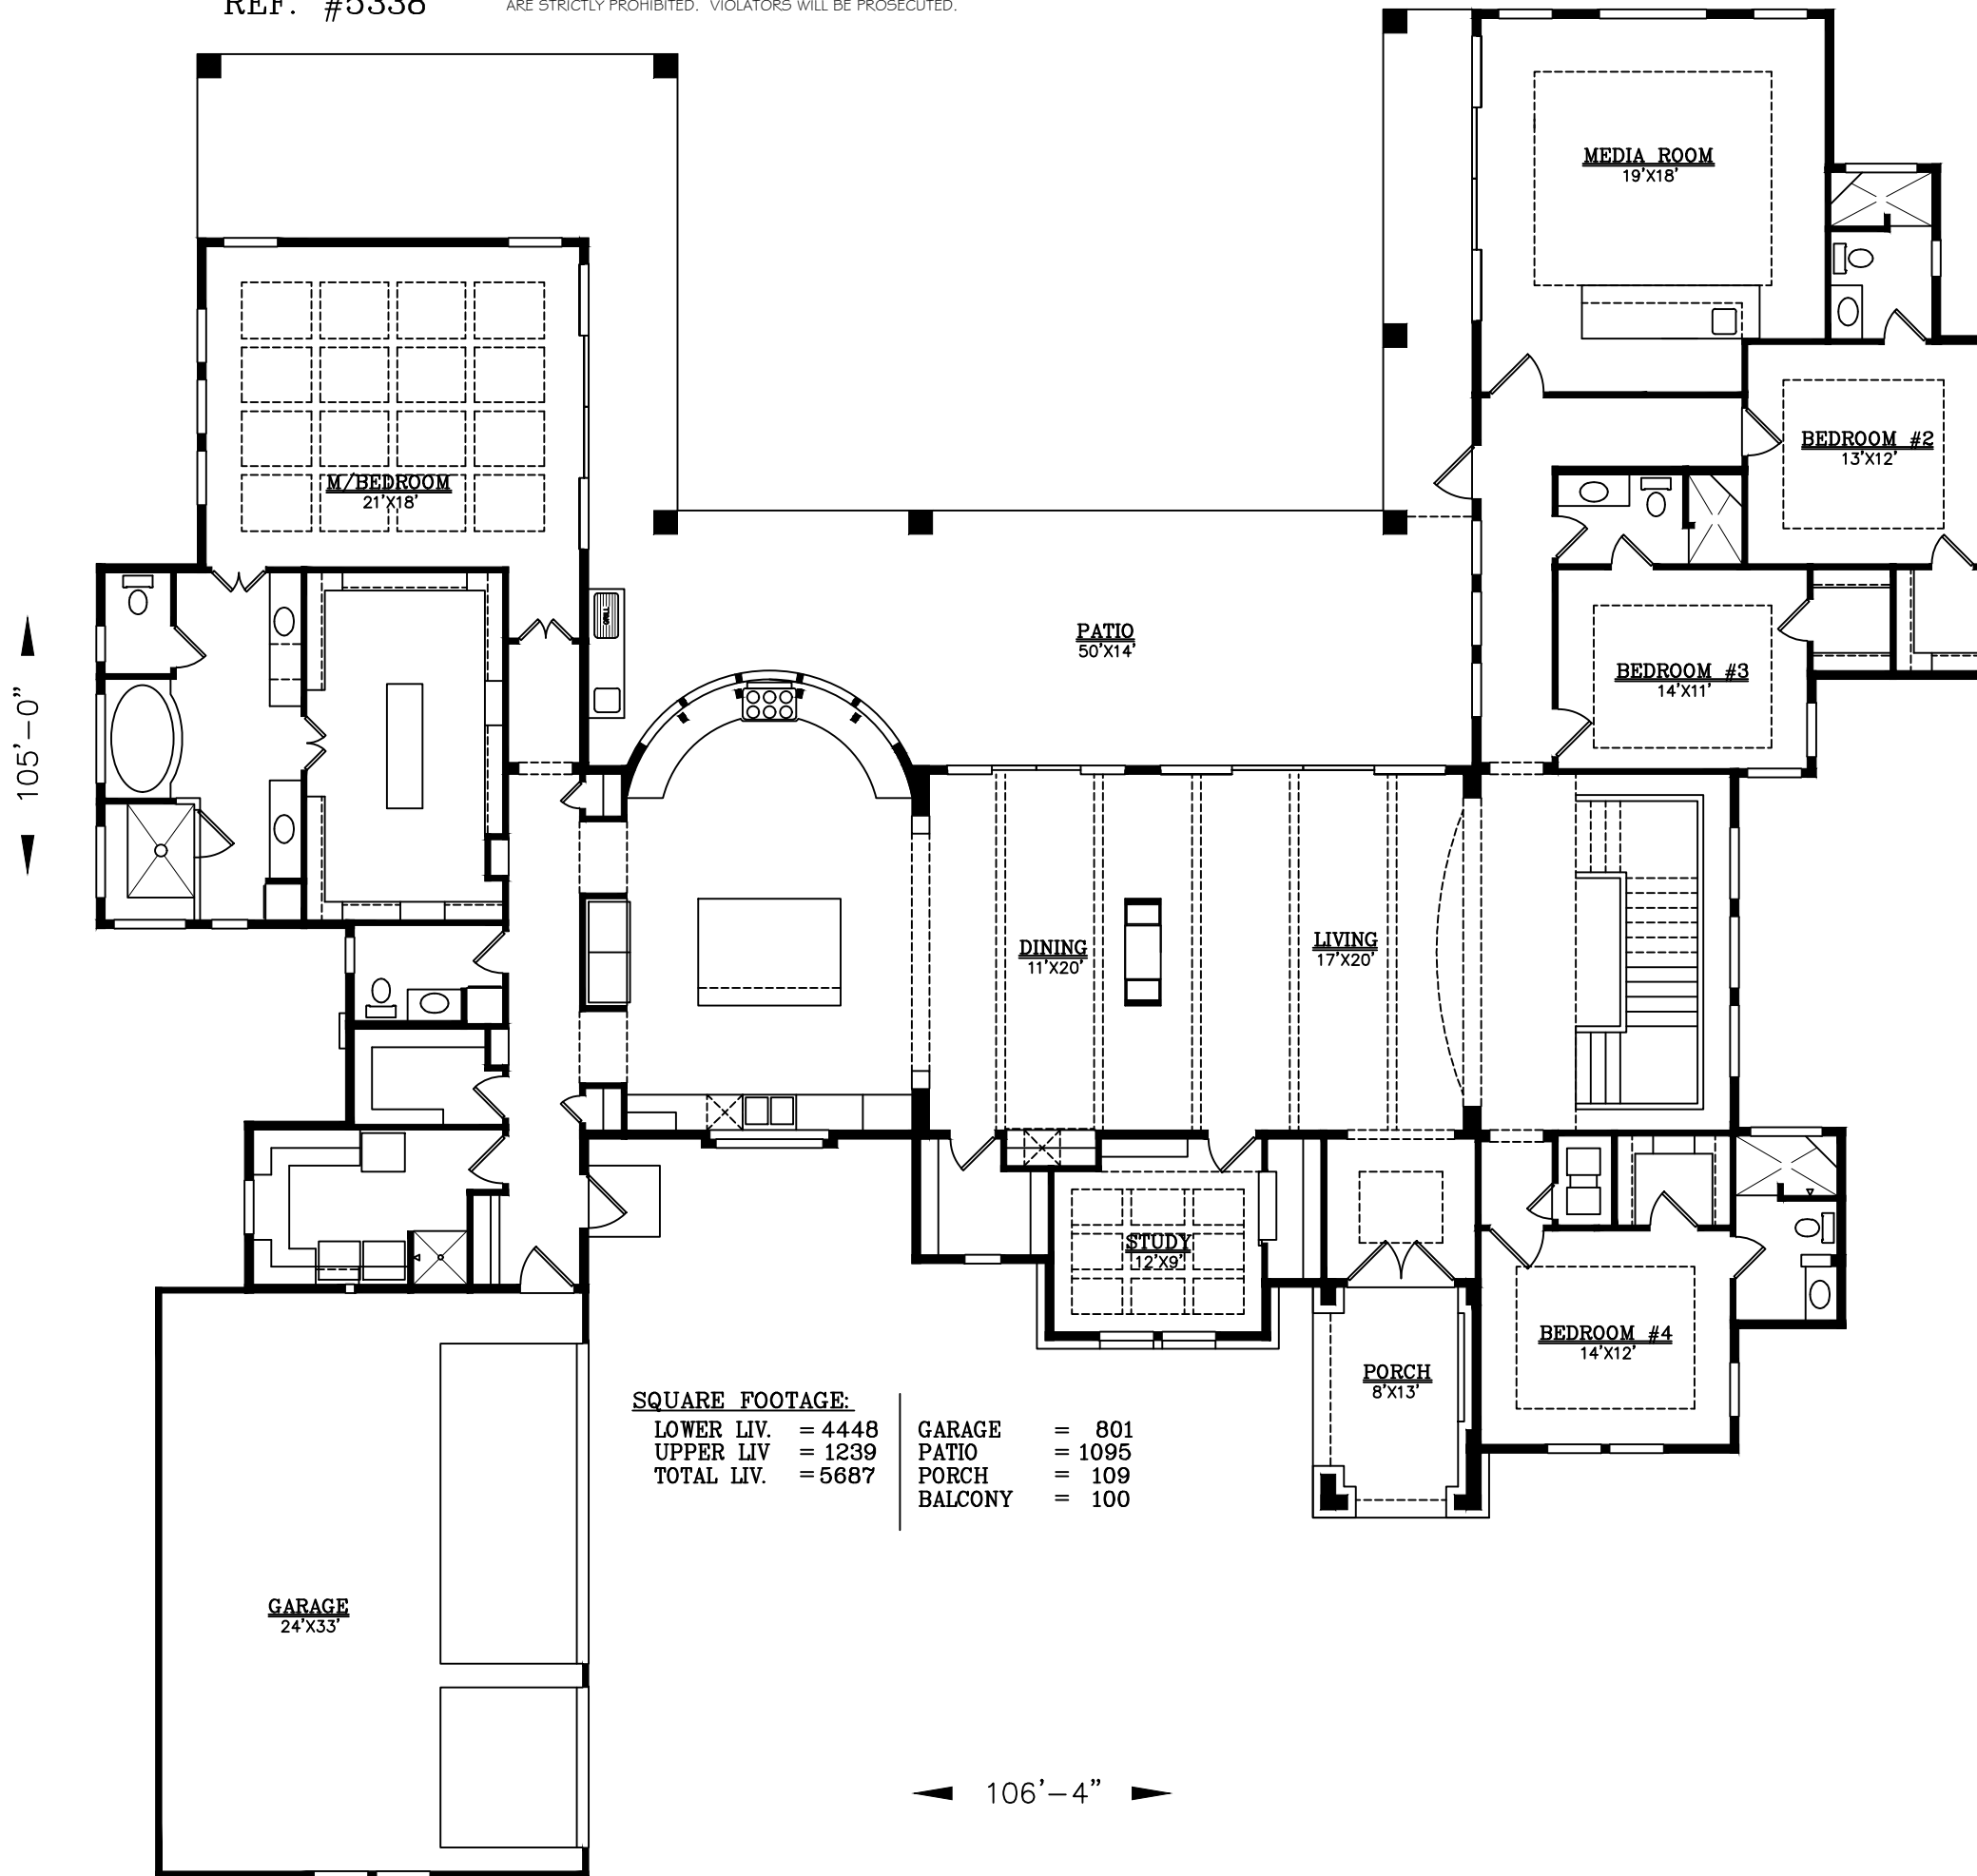 REF. #5338
ARE STRICTLY PROHIBITED. VIOLATORS WILL BE PROSECUTED.
MEDIA ROOM
19'X18'
BEDROOM #2
13'X12'
M/BEDROOM
21'X18'
GRILL
PATIO
50'X14'
BEDROOM #3
14'X11'
105'-0"
DINING
11'X20'
LIVING
17'X20'
STUDY
12'X9'
BEDROOM #4
14'X12'
PORCH
8'X13'
SQUARE FOOTAGE:
LOWER LIV. = 4448
UPPER LIV = 1239
TOTAL LIV. = 5687
GARAGE = 801
PATIO = 1095
PORCH = 109
BALCONY = 100
GARAGE
24'X33'
106'-4"